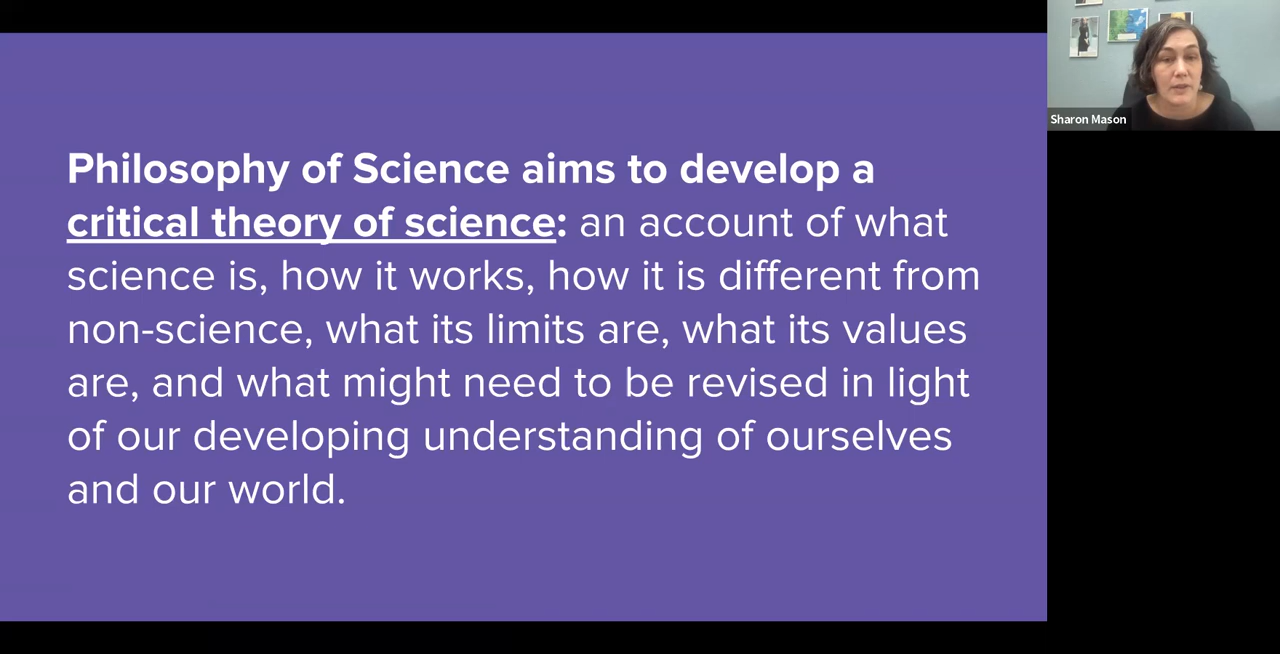 Philosophy of Science aims to develop a
critical theory of science: an account of what
science is, how it works, how it is different from
non-science, what its limits are, what its values
are, and what might need to be revised in light
of our developing understanding of ourselves
and our world.
Sharon Mason